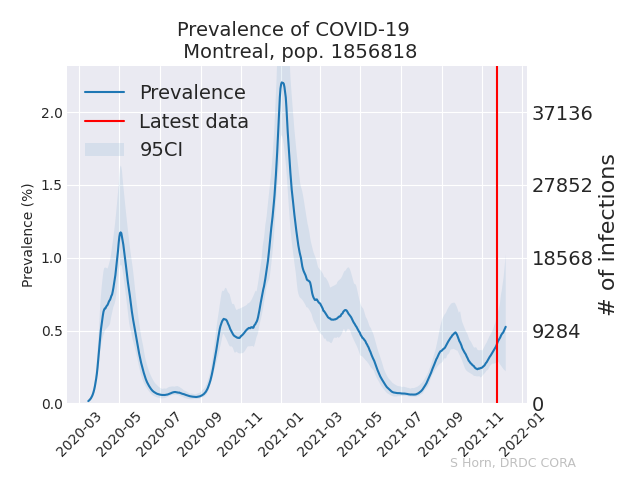 Prevalence of COVID-19
Montreal, pop. 1856818
Prevalence
Latest data
95CI
Prevalence (%)
2.0
1.5
1.0
0.5
0.0
37136
27852
18568
9284
0
# of infections
2020-03
2020-05
2020-07
2020-09
2020-11
2021-01
2021-03
2021-05
2021-07
2021-09
2021-11
2022-01
S Horn, DRDC CORA